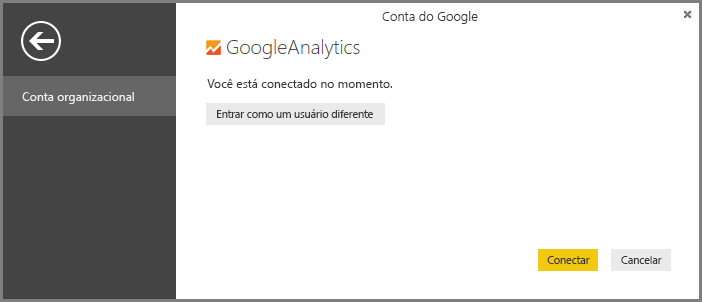 Conta do Google
GoogleAnalytics
Conta organizacional
Você está conectado no momento.
Entrar como um usuário diferente
Conectar
Cancelar